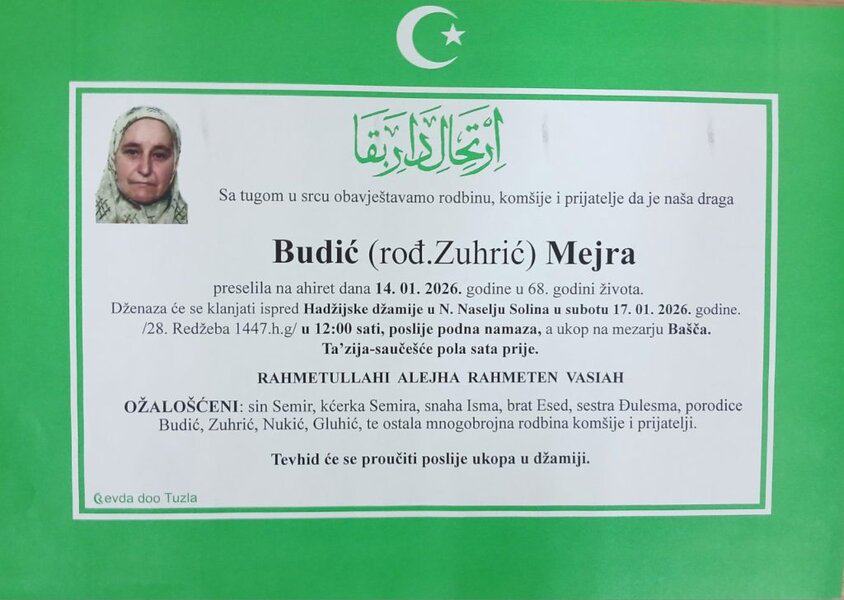 اِرْتِحَالِ دَارِ بَقَا
Sa tugom u srcu obavještavamo rodbinu, komšije i prijatelje da je naša draga
Budić (rođ.Zuhrić) Mejra
preselila na ahiret dana 14. 01. 2026. godine u 68. godini života.
Dženaza će se klanjati ispred Hadžijske džamije u N. Naselju Solina u subotu 17. 01. 2026. godine.
/28. Redžeba 1447.h.g/ u 12:00 sati, poslije podna namaza, a ukop na mezarju Bašča.
Ta’zija-saučešće pola sata prije.
RAHMETULLAHI ALEJHA RAHMETEN VASIAH
OŽALOŠĆENI: sin Semir, kćerka Semira, snaha Isma, brat Esed, sestra Đulesma, porodice
Budić, Zuhrić, Nukić, Gluhić, te ostala mnogobrojna rodbina komšije i prijatelji.
Tevhid će se proučiti poslije ukopa u džamiji.
Sevda doo Tuzla